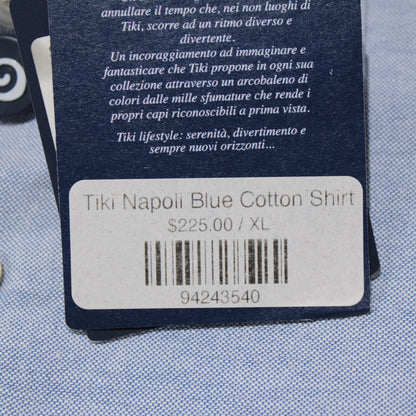 annullare il tempo che, nei non luoghi di
Tiki, scorre ad un ritmo diverso e
divertente.
Un incoraggiamento ad immaginare e
fantasticare che Tiki propone in ogni sua
collezione attraverso un arcobaleno di
colori dalle mille sfumature che rende i
propri capi riconoscibili a prima vista.
Tiki lifestyle: serenità, divertimento e
sempre nuovi orizzonti...
Tiki Napoli Blue Cotton Shirt
$225.00 / XL
94243540